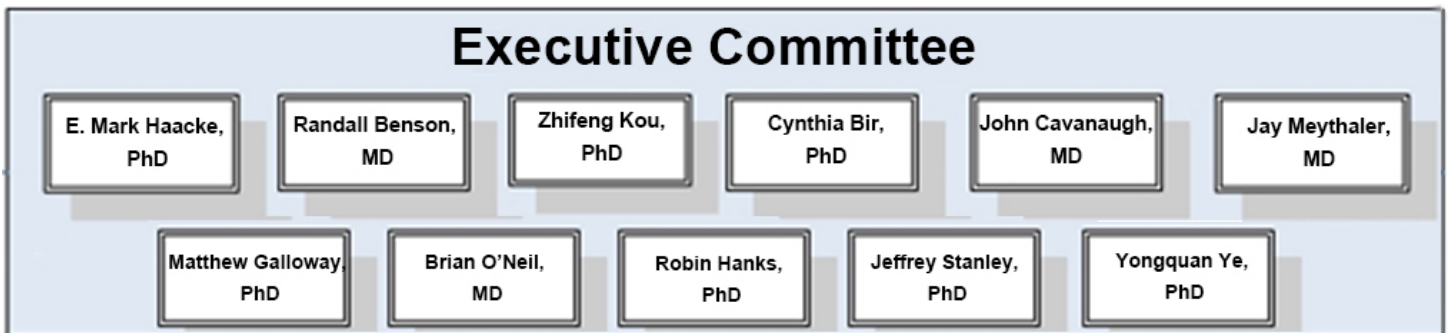 Executive Committee
E. Mark Haacke,
PhD
Randall Benson,
MD
Zhifeng Kou,
PhD
Cynthia Bir,
PhD
John Cavanaugh,
MD
Jay Meythaler,
MD
Matthew Galloway,
PhD
Brian O’Neil,
MD
Robin Hanks,
PhD
Jeffrey Stanley,
PhD
Yongquan Ye,
PhD